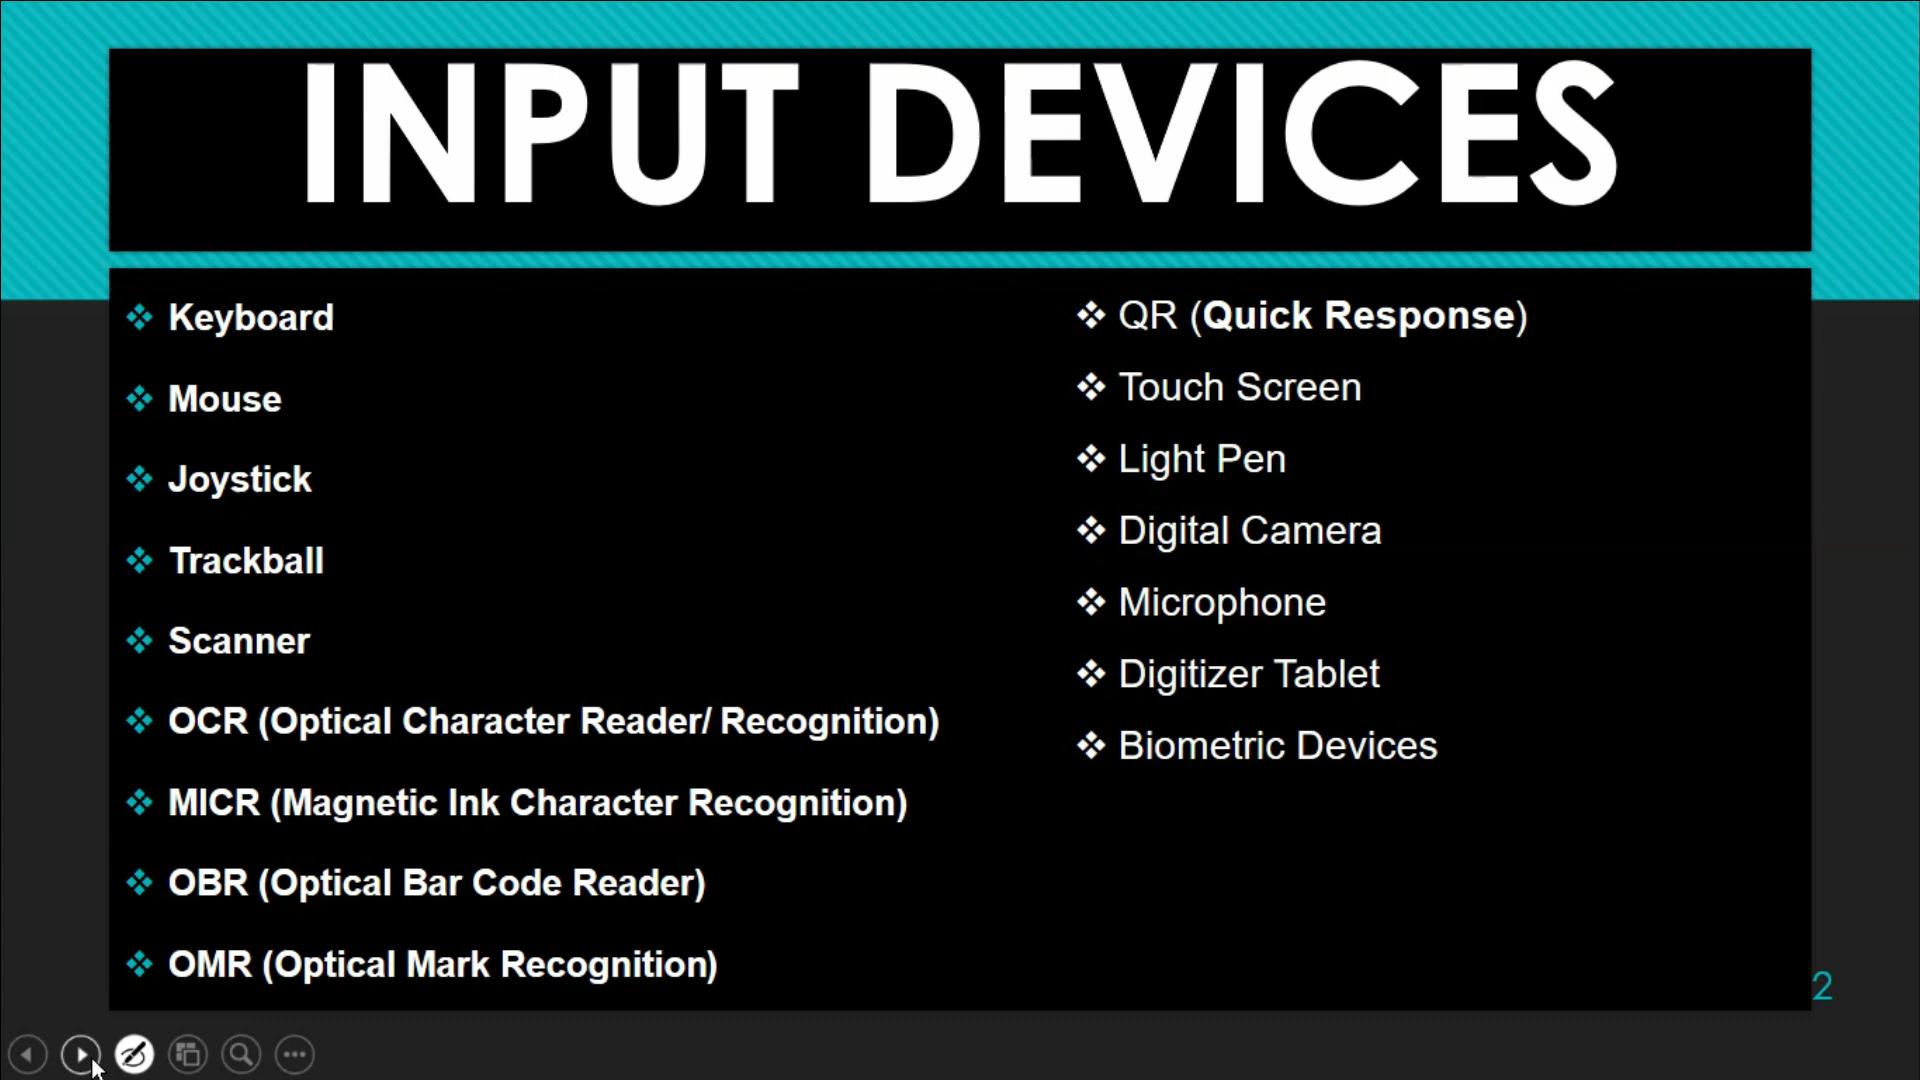 INPUT DEVICES
Keyboard
Mouse
Joystick
Trackball
Scanner
OCR (Optical Character Reader/ Recognition)
MICR (Magnetic Ink Character Recognition)
OBR (Optical Bar Code Reader)
OMR (Optical Mark Recognition)
QR (Quick Response)
Touch Screen
Light Pen
Digital Camera
Microphone
Digitizer Tablet
Biometric Devices
2